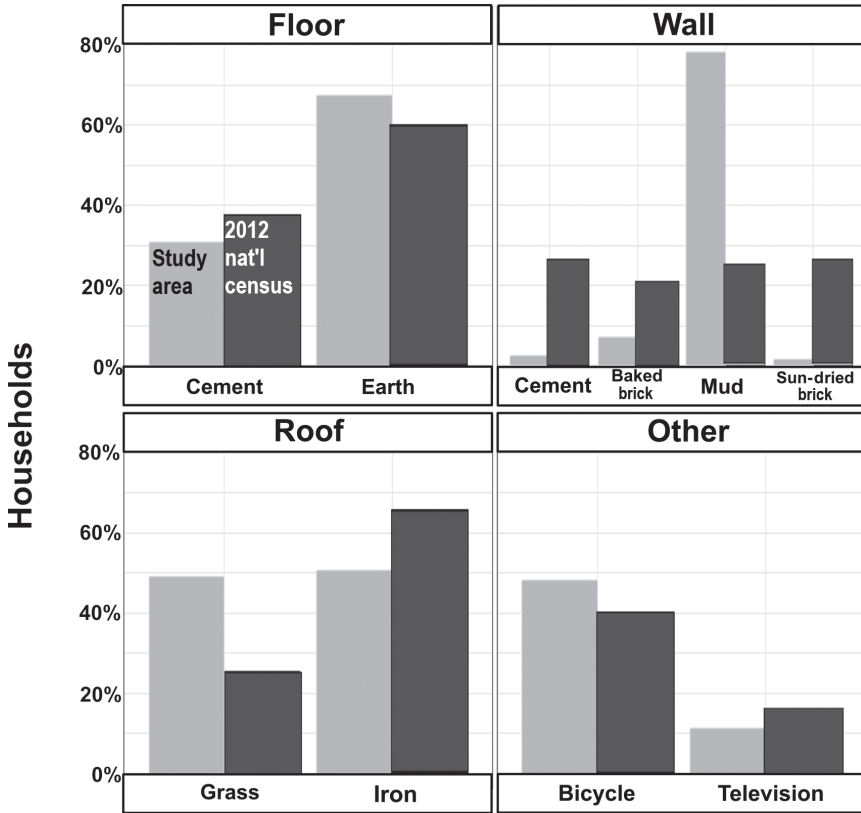 Households
Floor
80%
60%
40%
20%
0%
Study
area
2012
nat'l
census
Cement
Earth
Wall
Cement
Baked
brick
Mud
Sun-dried
brick
Roof
80%
60%
40%
20%
0%
Grass
Iron
Other
Bicycle
Television